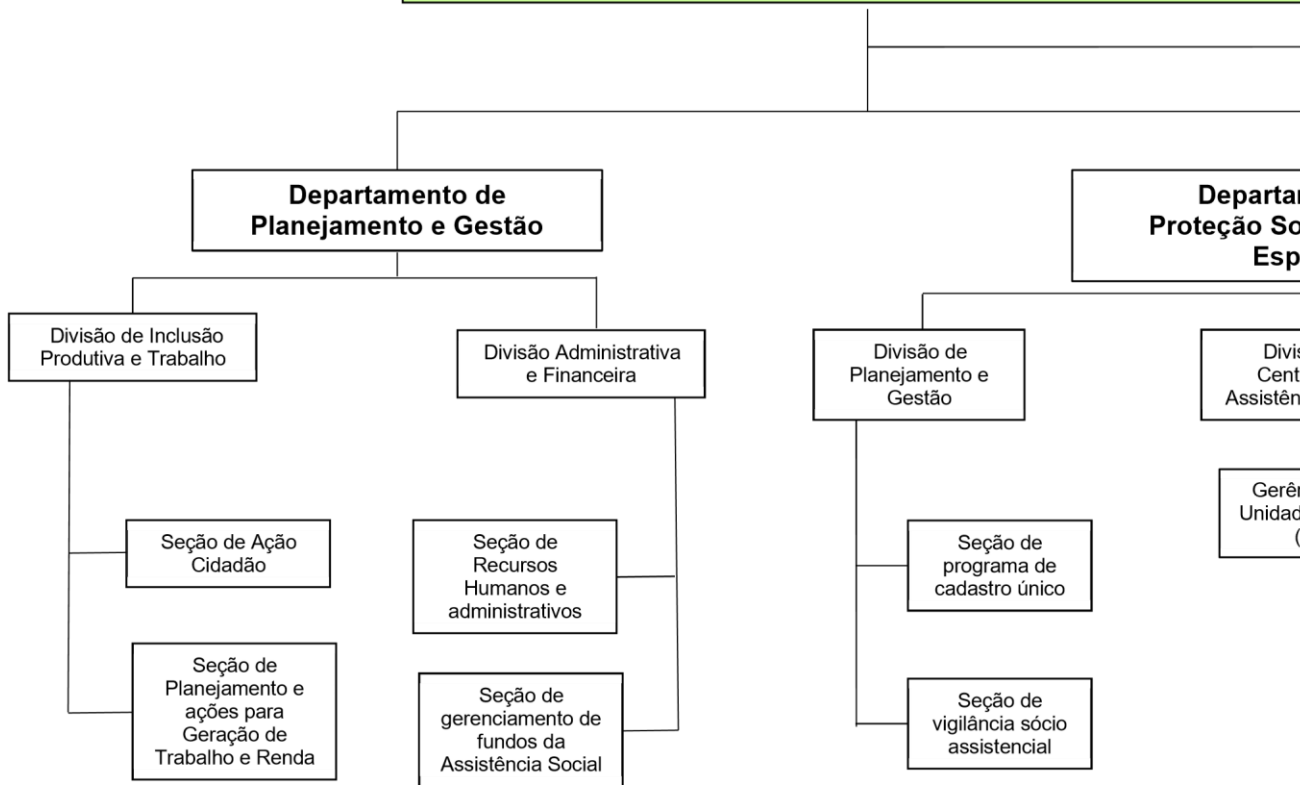 Departamento de
Planejamento e Gestão
Proteção
Divisão de Inclusão
Produtiva e Trabalho
Divisão Administrativa
e Financeira
Divisão de
Planejamento e
Gestão
Seção de Ação
Cidadão
Seção de
Planejamento e
ações para
Geração de
Trabalho e Renda
Seção de
Recursos
Humanos e
administrativos
Seção de
gerenciamento de
fundos da
Assistência Social
Seção de
programa de
cadastro único
Seção de
vigilância sócio
assistencial